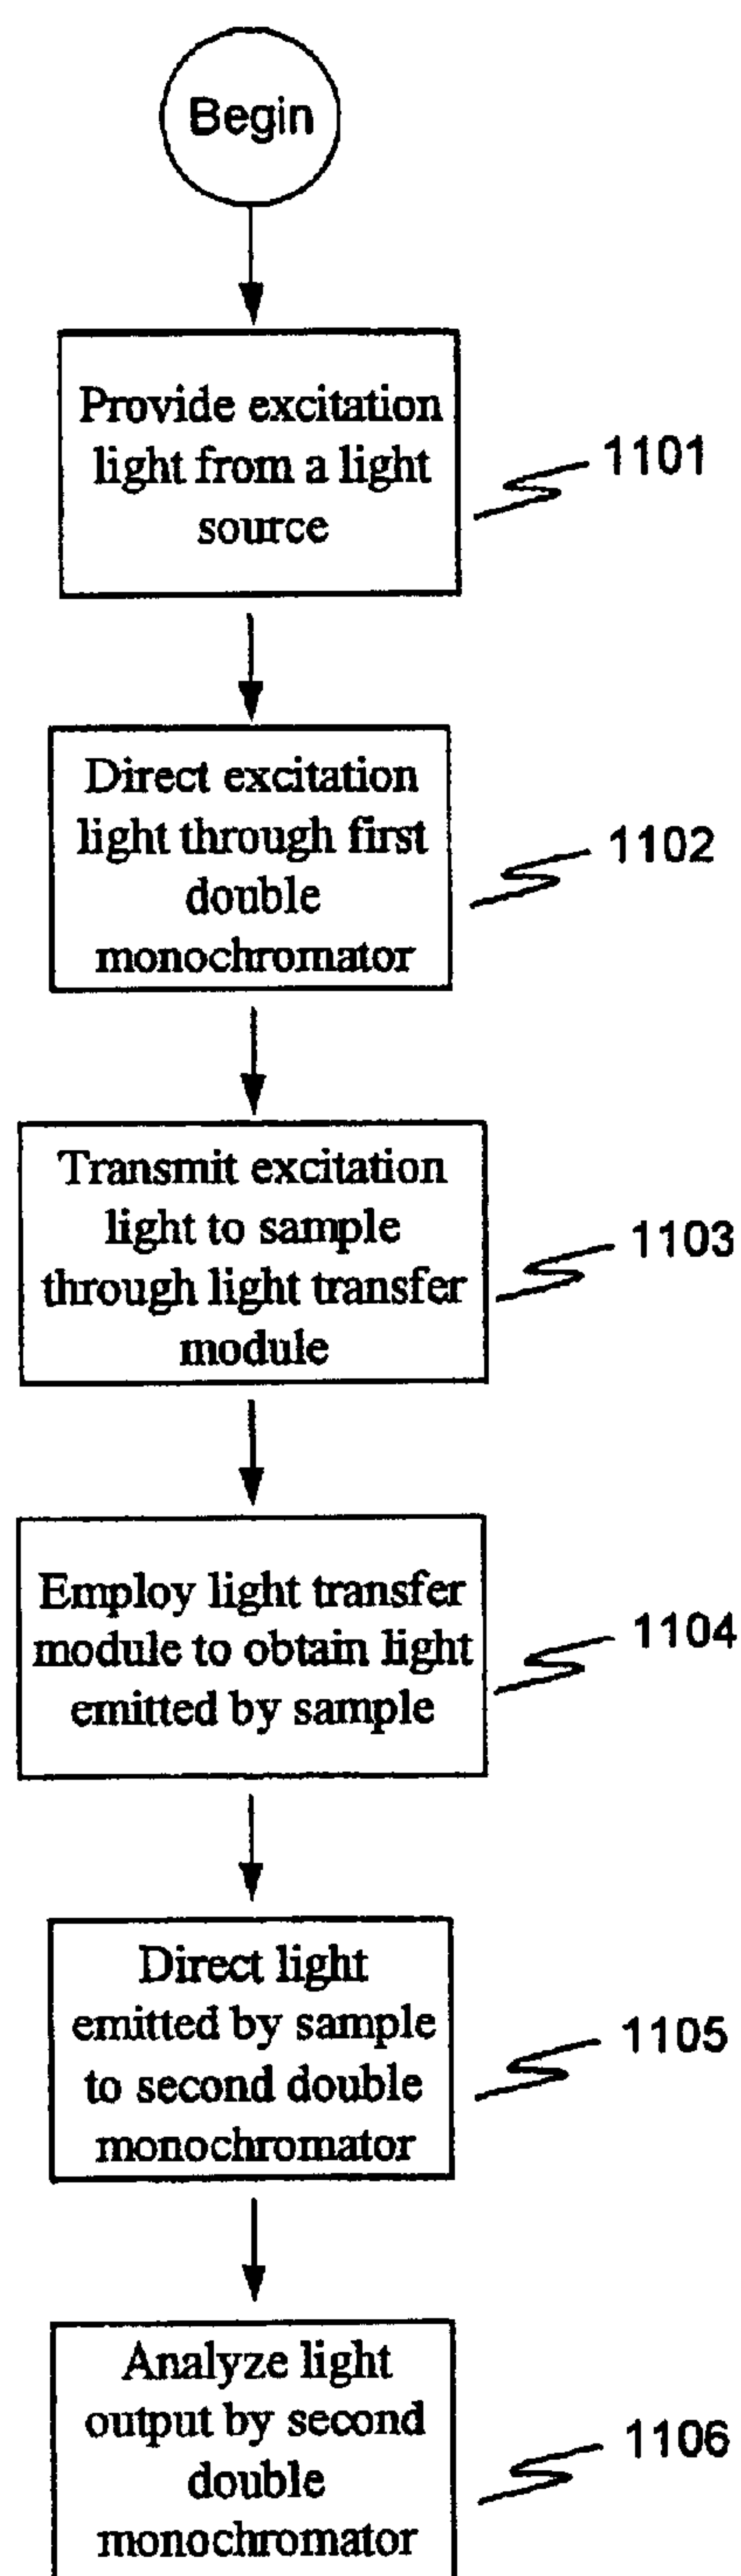 Begin
Provide excitation
light from a light
source
1101
Direct excitation
light through first
double
monochromator
1102
Transmit excitation
light to sample
through light transfer
module
1103
Employ light transfer
module to obtain light
emitted by sample
1104
Direct light
emitted by sample
to second double
monochromator
1105
Analyze light
output by second
double
monochromator
1106